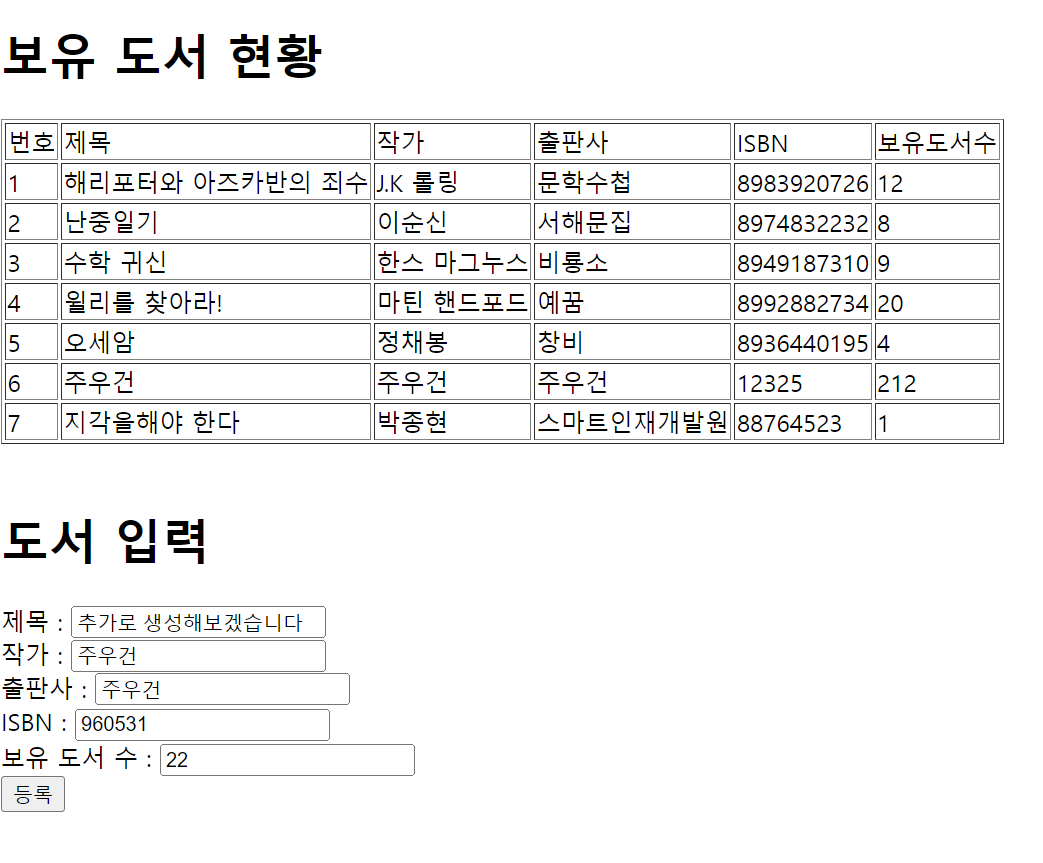 보유 도서 현황
번호 제목 작가 출판사 ISBN 보유도서수
1 해리포터와 아즈카반의 죄수 J.K 롤링 문학수첩 8983920726 12
2 난중일기 이순신 서해문집 8974832232 8
3 수학 귀신 한스 마그누스 비룡소 8949187310 9
4 윌리를 찾아라! 마틴 핸드포드 예꿈 8992882734 20
5 오세암 정채봉 창비 8936440195 4
6 주우건 주우건 주우건 12325 212
7 지각을해야 한다 박종현 스마트인재개발원 88764523 1
도서 입력
제목 : 추가로 생성해보겠습니다
작가 : 주우건
출판사 : 주우건
ISBN : 960531
보유 도서 수 : 22
등록